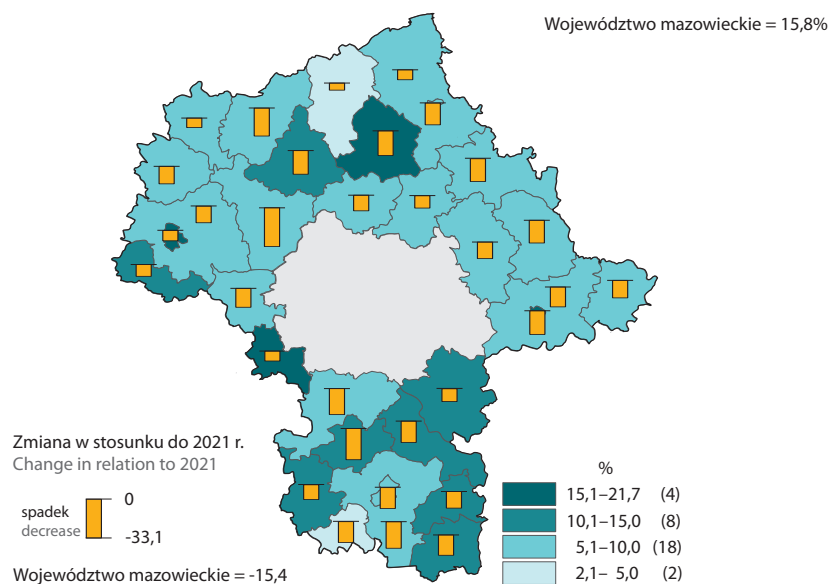 Województwo mazowieckie = 15,8%
Zmiana w stosunku do 2021 r.
Change in relation to 2021
spadek
decrease
0
-33,1
Województwo mazowieckie = -15,4
%
15,1–21,7 (4)
10,1–15,0 (8)
5,1–10,0 (18)
2,1– 5,0 (2)